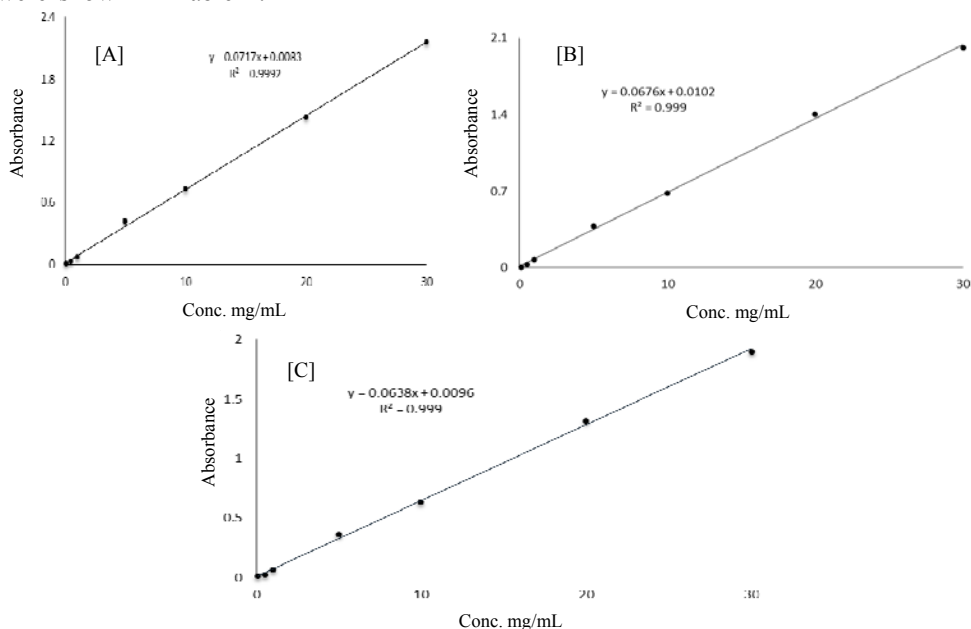 2.4
[A]
y 0.0717x+0.0083
R² 0.9992
1.8
1.2
0.6
0
0 10 20 30
Absorbance
Conc. mg/mL
2.1
[B]
y = 0.0676x + 0.0102
R² = 0.999
1.4
0.7
0
0 10 20 30
Absorbance
Conc. mg/mL
2
[C]
y = 0.0638x + 0.0096
R² = 0.999
1.5
1
0.5
0
0 10 20 30
Absorbance
Conc. mg/mL